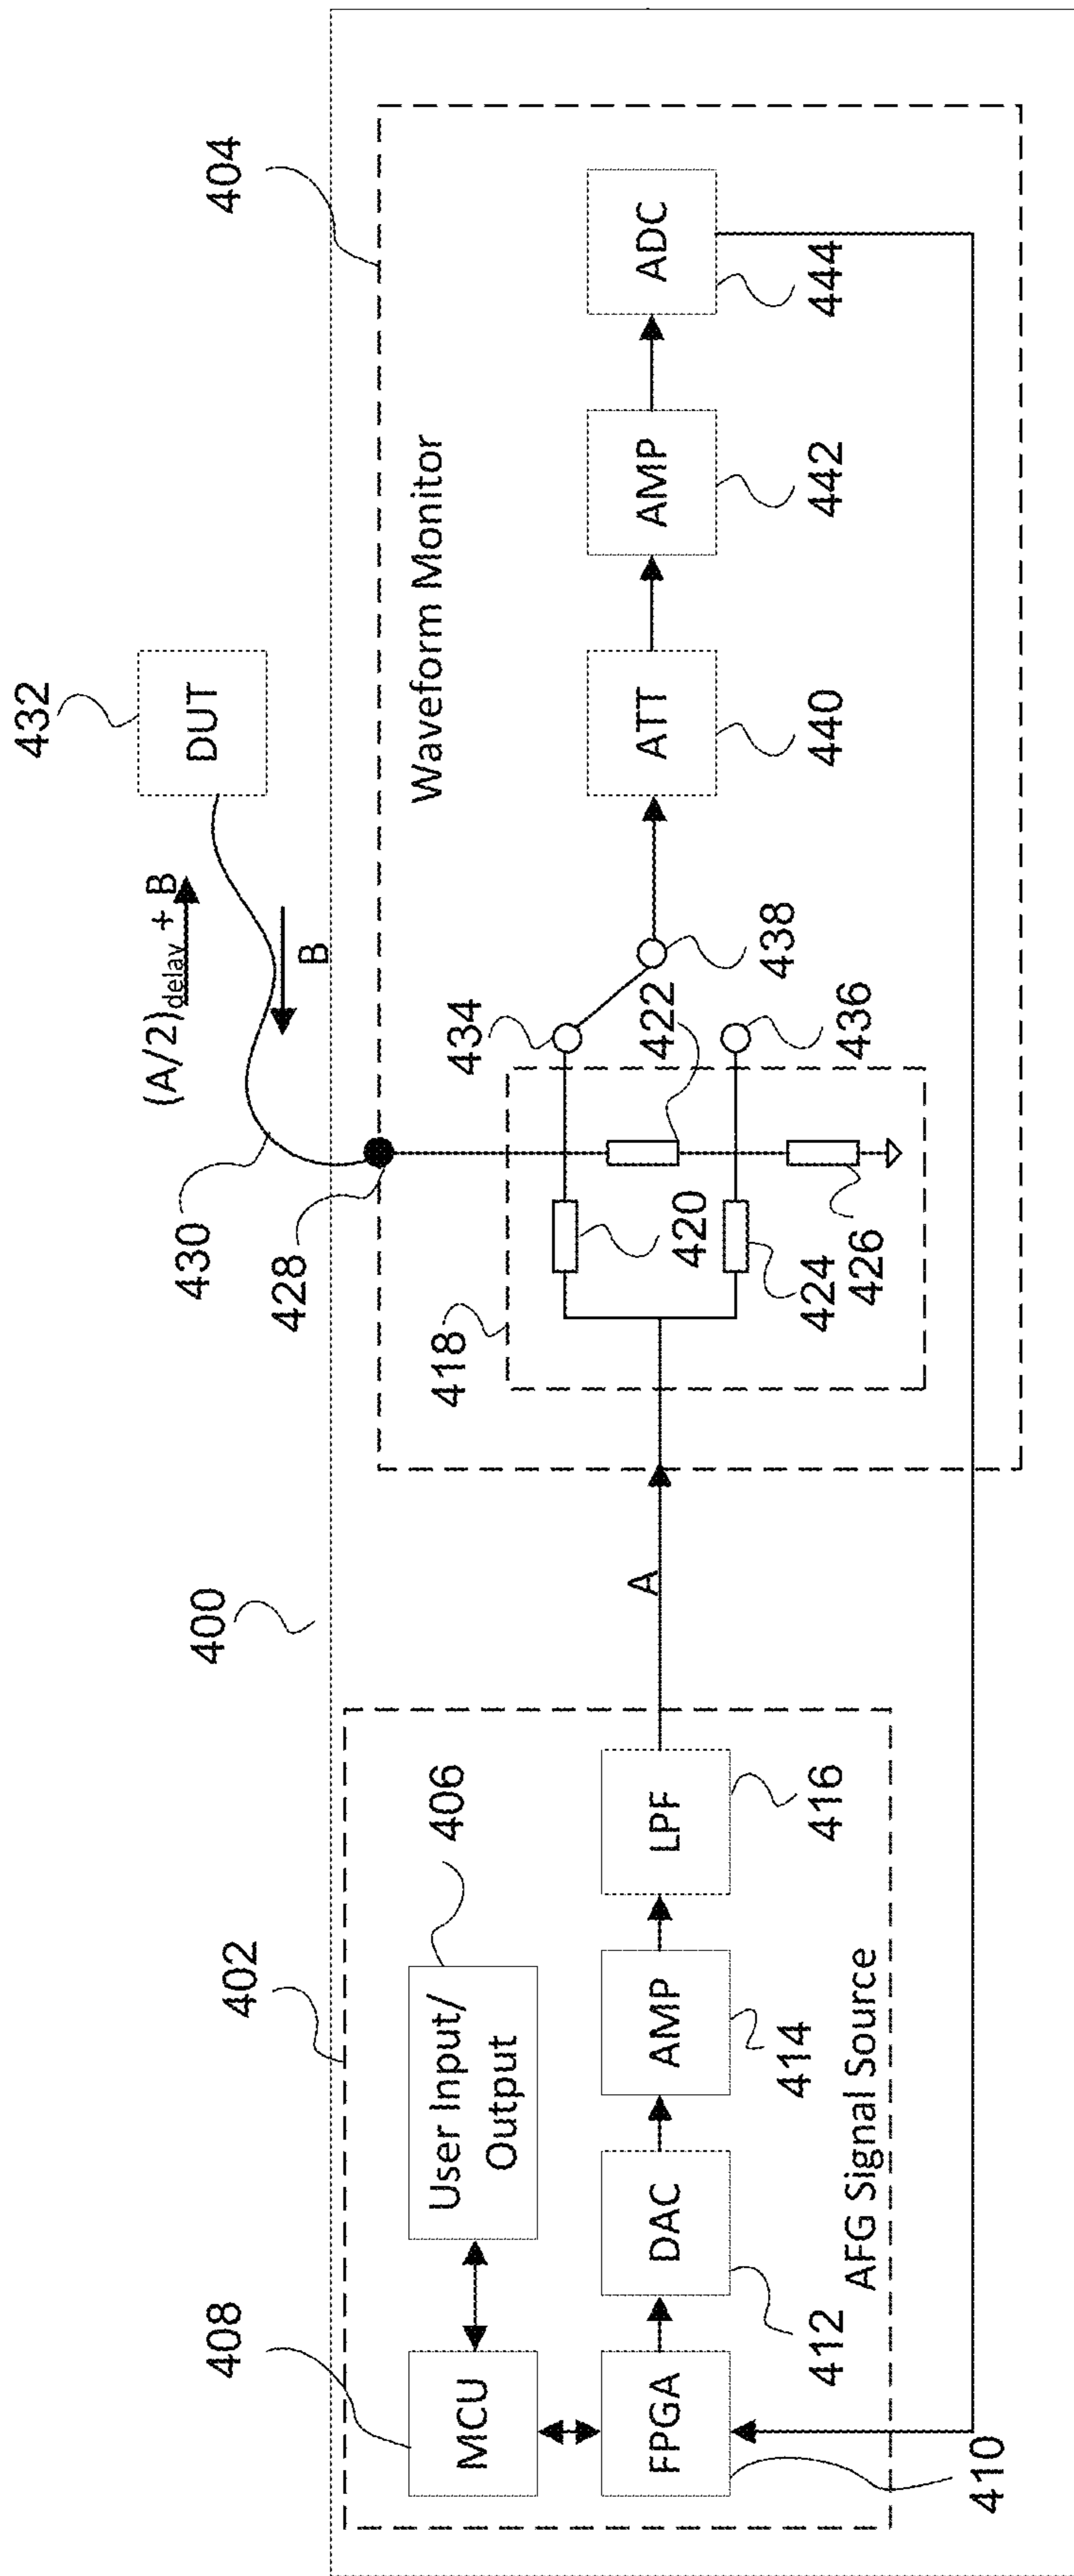 400
402
404
User Input/
Output
406
MCU
408
FPGA
410
DAC
412
AMP
414
LPF
416
AFG Signal Source
A
Waveform Monitor
418
420
422
424
426
428
430
DUT
432
(A/2)delay + B
B
434
436
438
ATT
440
AMP
442
ADC
444